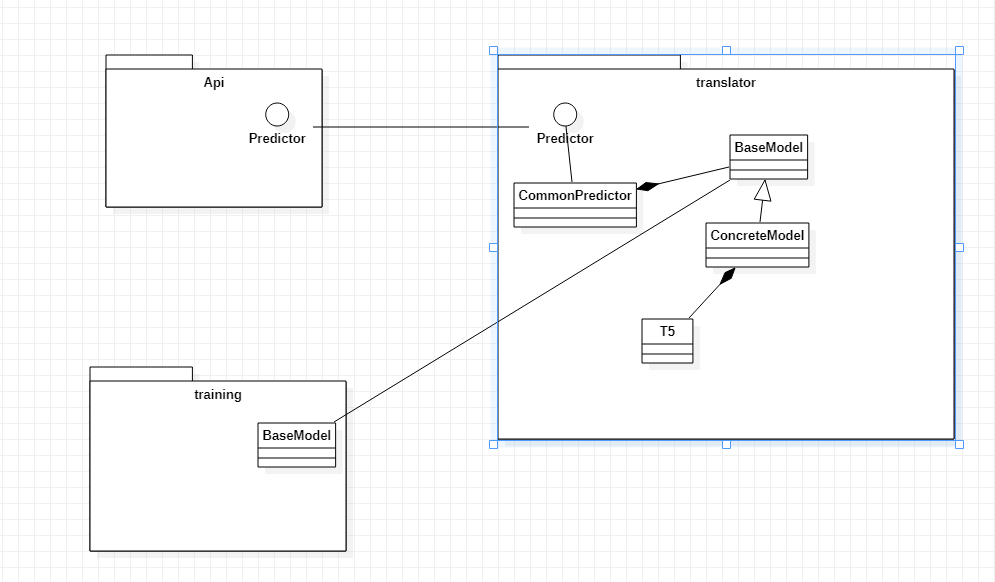 Api
Predictor
translator
Predictor
BaseModel
CommonPredictor
ConcreteModel
T5
training
BaseModel